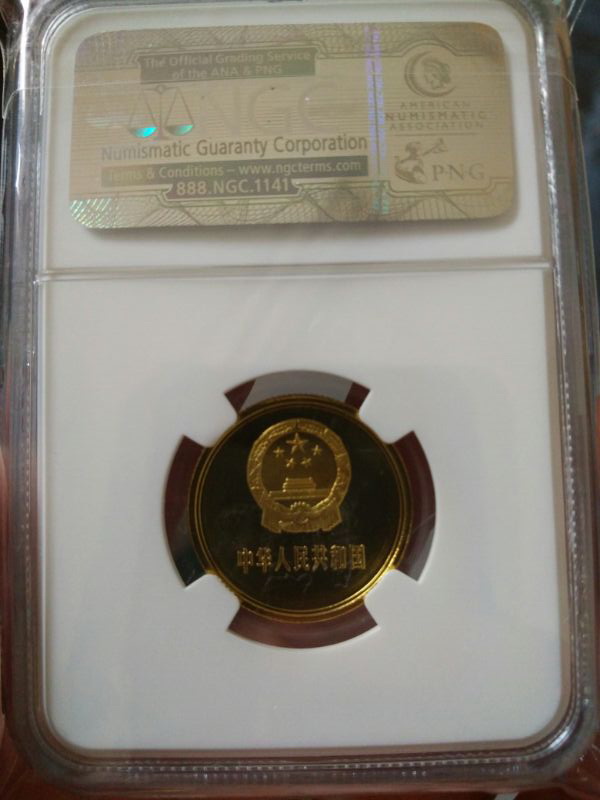 The Official Grading Service
of the ANA & PNG
NGC
Numismatic Guaranty Corporation
Terms & Conditions – www.ngcterms.com
888.NGC.1141
AMERICAN
NUMISMATIC
ASSOCIATION
PNG
中华人民共和国